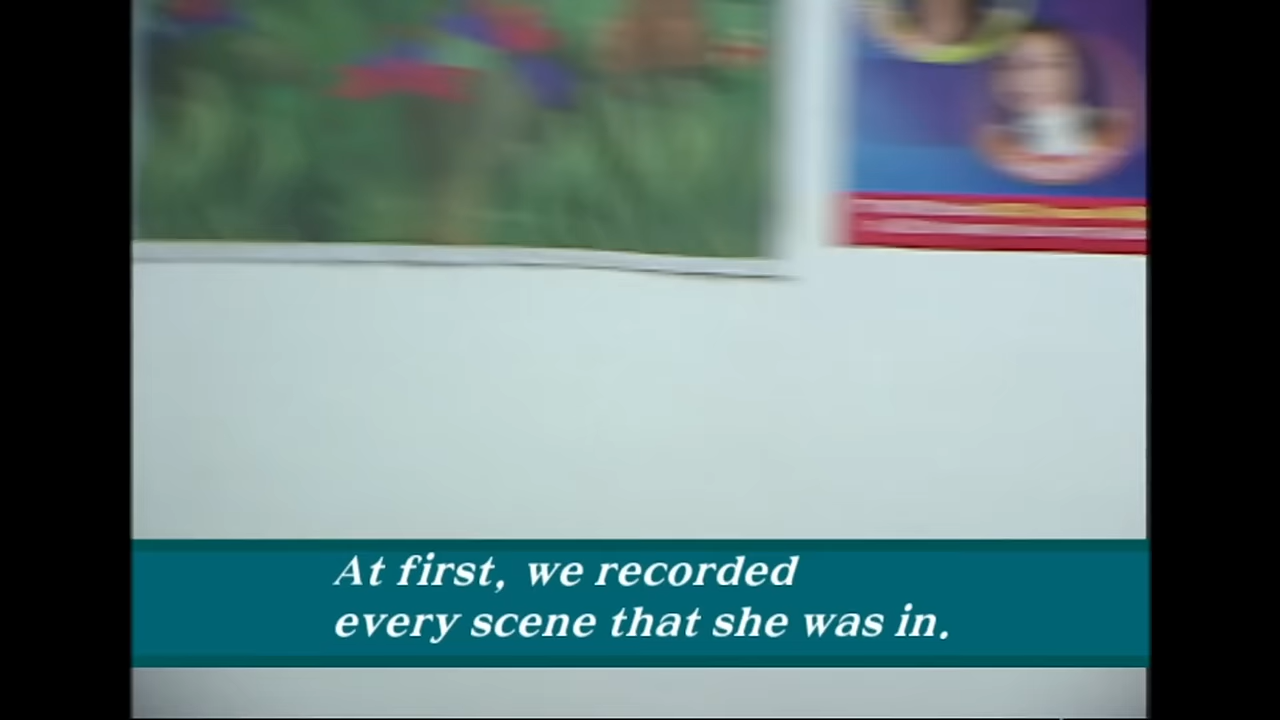 At first, we recorded
every scene that she was in.